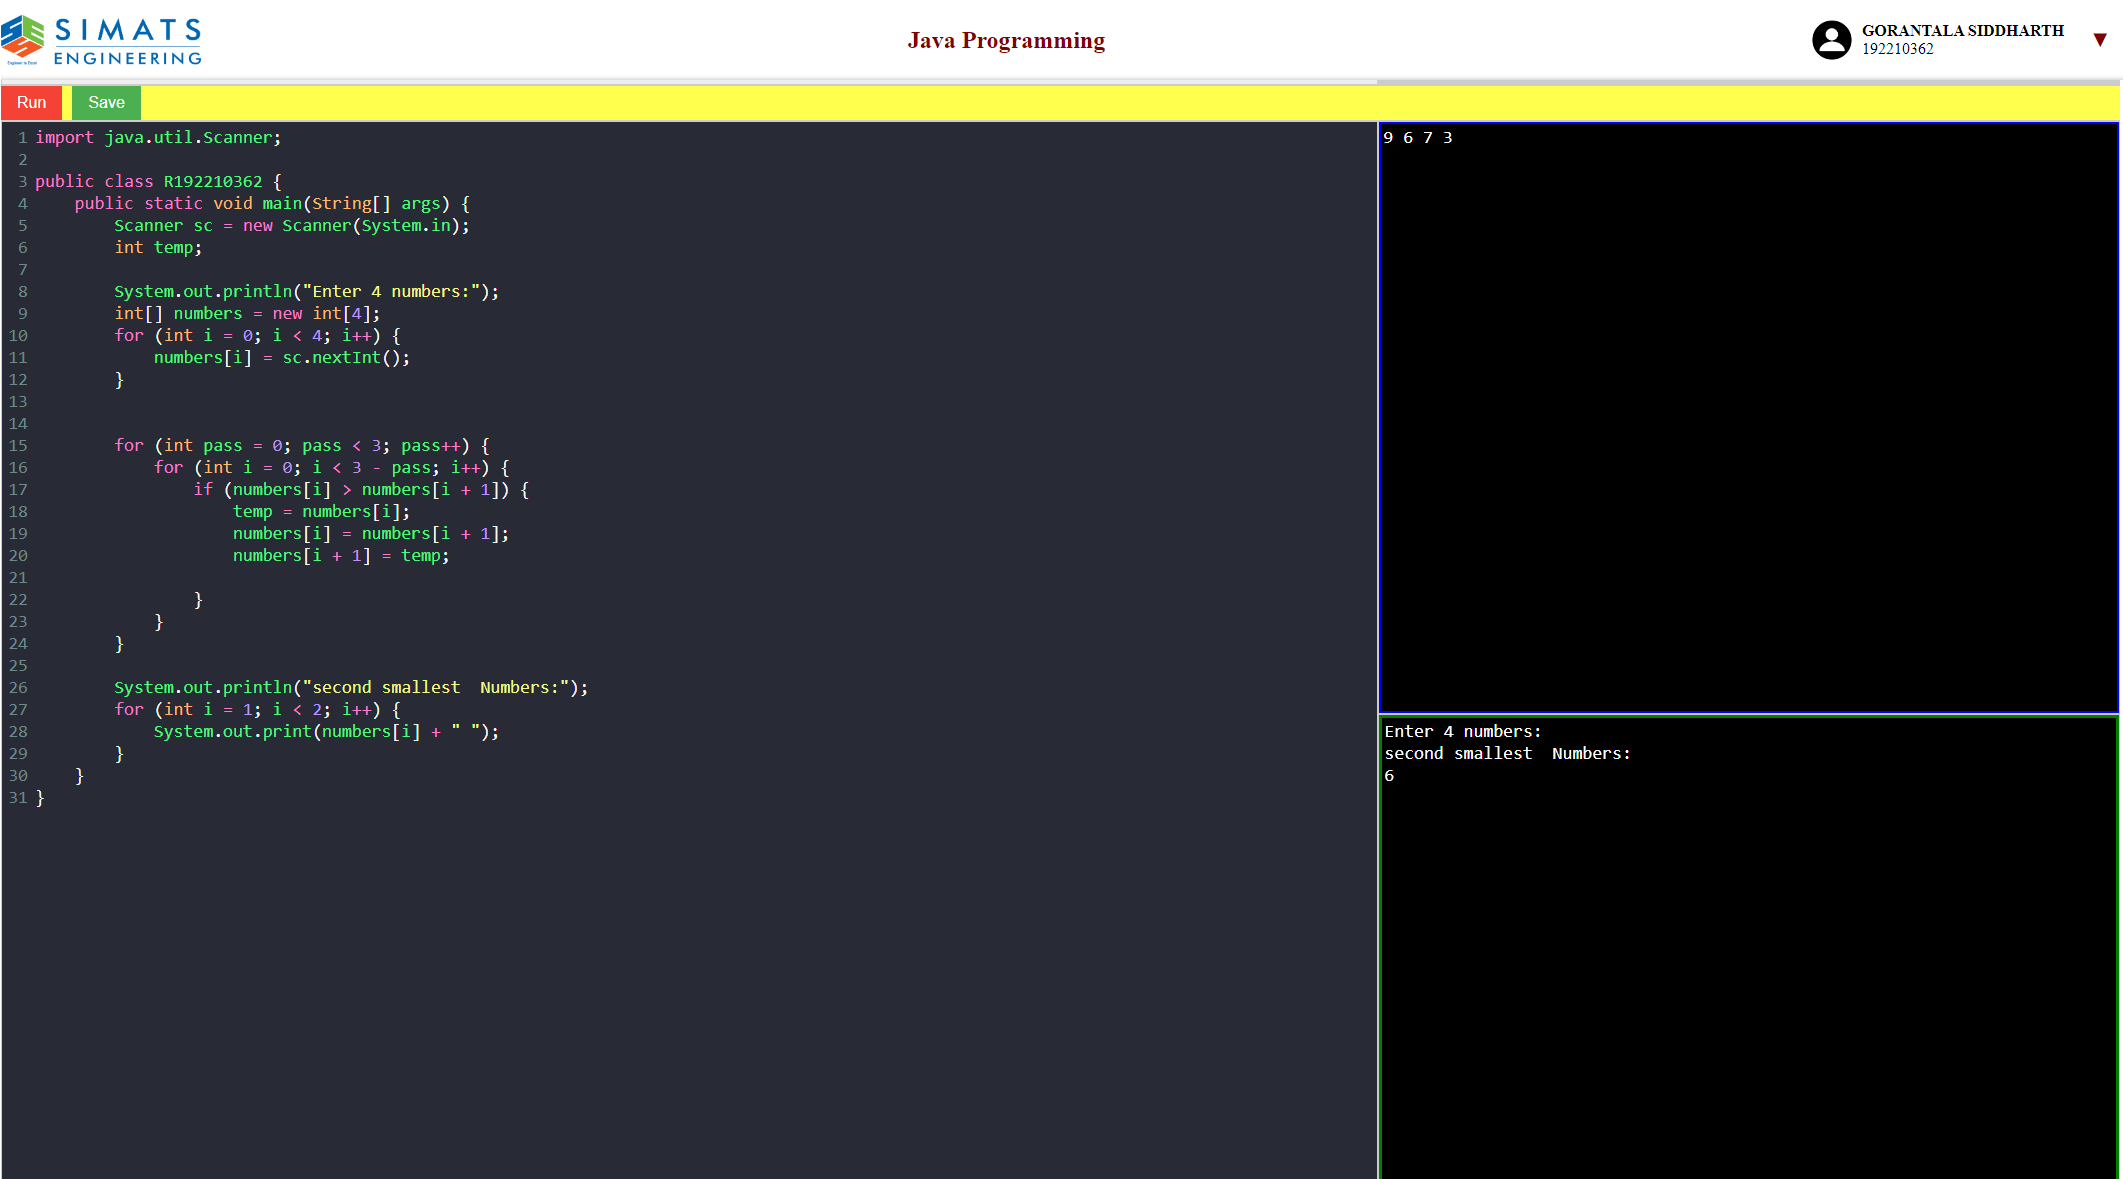 SIMATS
ENGINEERING
Engineer to Excel
Java Programming
GORANTALA SIDDHARTH
192210362
▼
Run
Save
1 import java.util.Scanner;
2
3 public class R192210362 {
4     public static void main(String[] args) {
5         Scanner sc = new Scanner(System.in);
6         int temp;
7
8         System.out.println("Enter 4 numbers:");
9         int[] numbers = new int[4];
10         for (int i = 0; i < 4; i++) {
11             numbers[i] = sc.nextInt();
12         }
13
14
15         for (int pass = 0; pass < 3; pass++) {
16             for (int i = 0; i < 3 - pass; i++) {
17                 if (numbers[i] > numbers[i + 1]) {
18                     temp = numbers[i];
19                     numbers[i] = numbers[i + 1];
20                     numbers[i + 1] = temp;
21
22                 }
23             }
24         }
25
26         System.out.println("second smallest  Numbers:");
27         for (int i = 1; i < 2; i++) {
28             System.out.print(numbers[i] + " ");
29         }
30     }
31 }
9 6 7 3
Enter 4 numbers:
second smallest  Numbers:
6